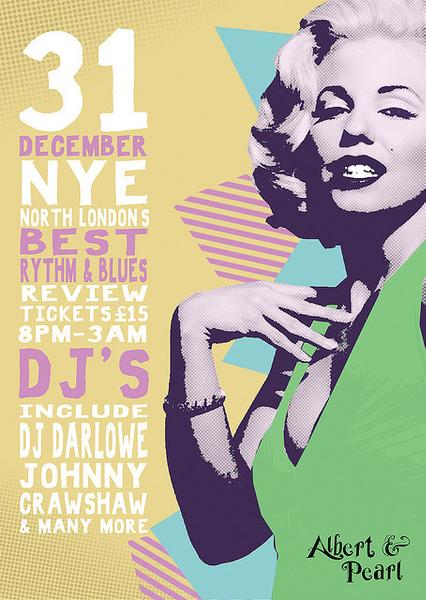 31
DECEMBER
NYE
NORTH LONDONS
BEST
RYTHM & BLUES
REVIEW
TICKETS £15
8PM-3AM
DJ'S
INCLUDE
DJ DARLOWE
JOHNNY
CRAWSHAW
& MANY MORE
Albert &
Pearl